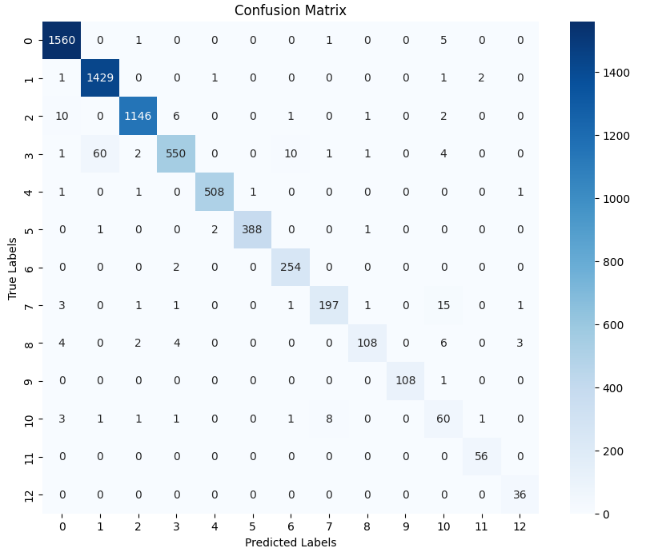 Confusion Matrix
0 1560 0 1 0 0 0 0 1 0 0 5 0 0
1 1 1429 0 0 1 0 0 0 0 0 1 2 0
2 10 0 1146 6 0 0 1 0 1 0 2 0 0
3 1 60 2 550 0 0 10 1 1 0 4 0 0
4 1 0 1 0 508 1 0 0 0 0 0 0 1
5 0 1 0 0 2 388 0 0 1 0 0 0 0
6 0 0 0 2 0 0 254 0 0 0 0 0 0
7 3 0 1 1 0 0 1 197 1 0 15 0 1
8 4 0 2 4 0 0 0 0 108 0 6 0 3
9 0 0 0 0 0 0 0 0 0 108 1 0 0
10 3 1 1 1 0 0 1 8 0 0 60 1 0
11 0 0 0 0 0 0 0 0 0 0 0 56 0
12 0 0 0 0 0 0 0 0 0 0 0 0 36
0 1 2 3 4 5 6 7 8 9 10 11 12
Predicted Labels
True Labels
1400
1200
1000
800
600
400
200
0